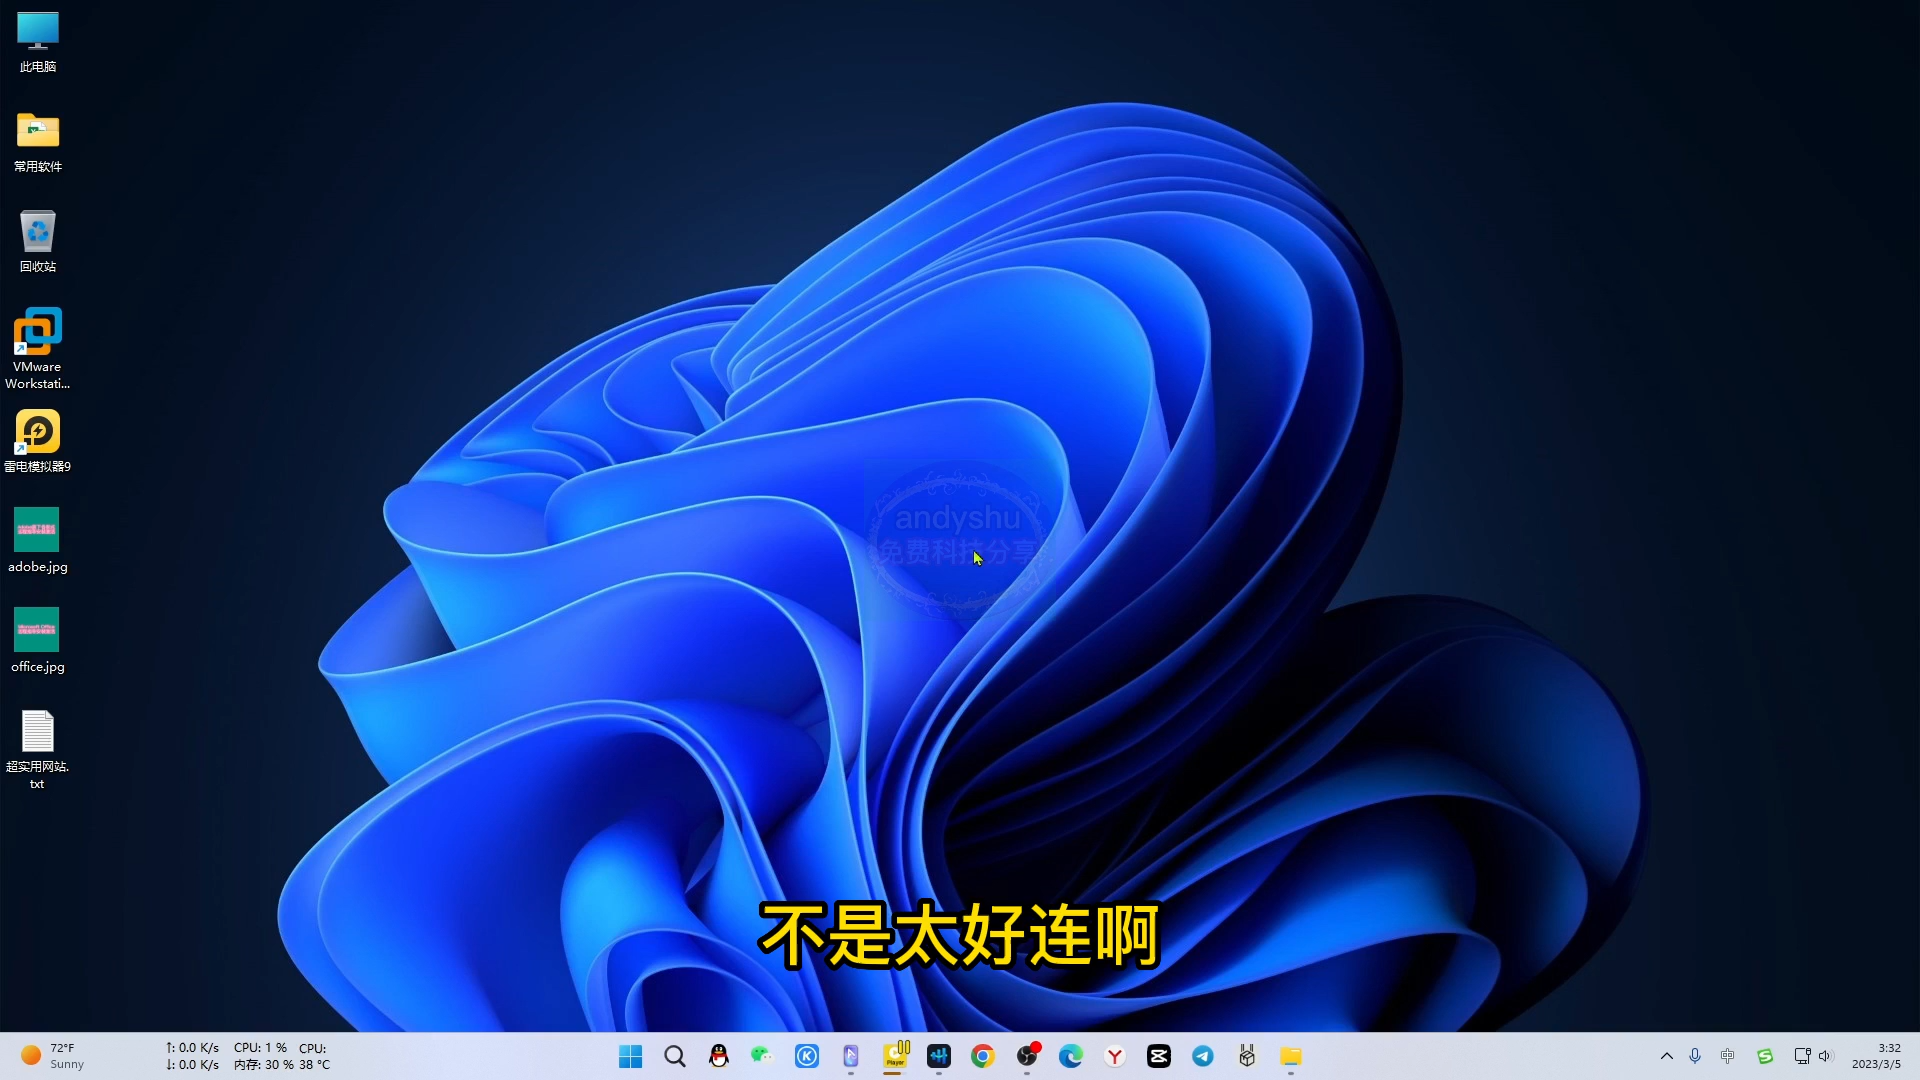 此电脑
常用软件
回收站
VMware
Workstati...
雷电模拟器9
adobe.jpg
office.jpg
超实用网站.
txt
andyshu
免费科技分享
不是太好连啊
72°F
Sunny
↑: 0.0 K/s
↓: 0.0 K/s
CPU: 1 %
内存: 30 %
CPU:
38 °C
Player
中
3:32
2023/3/5